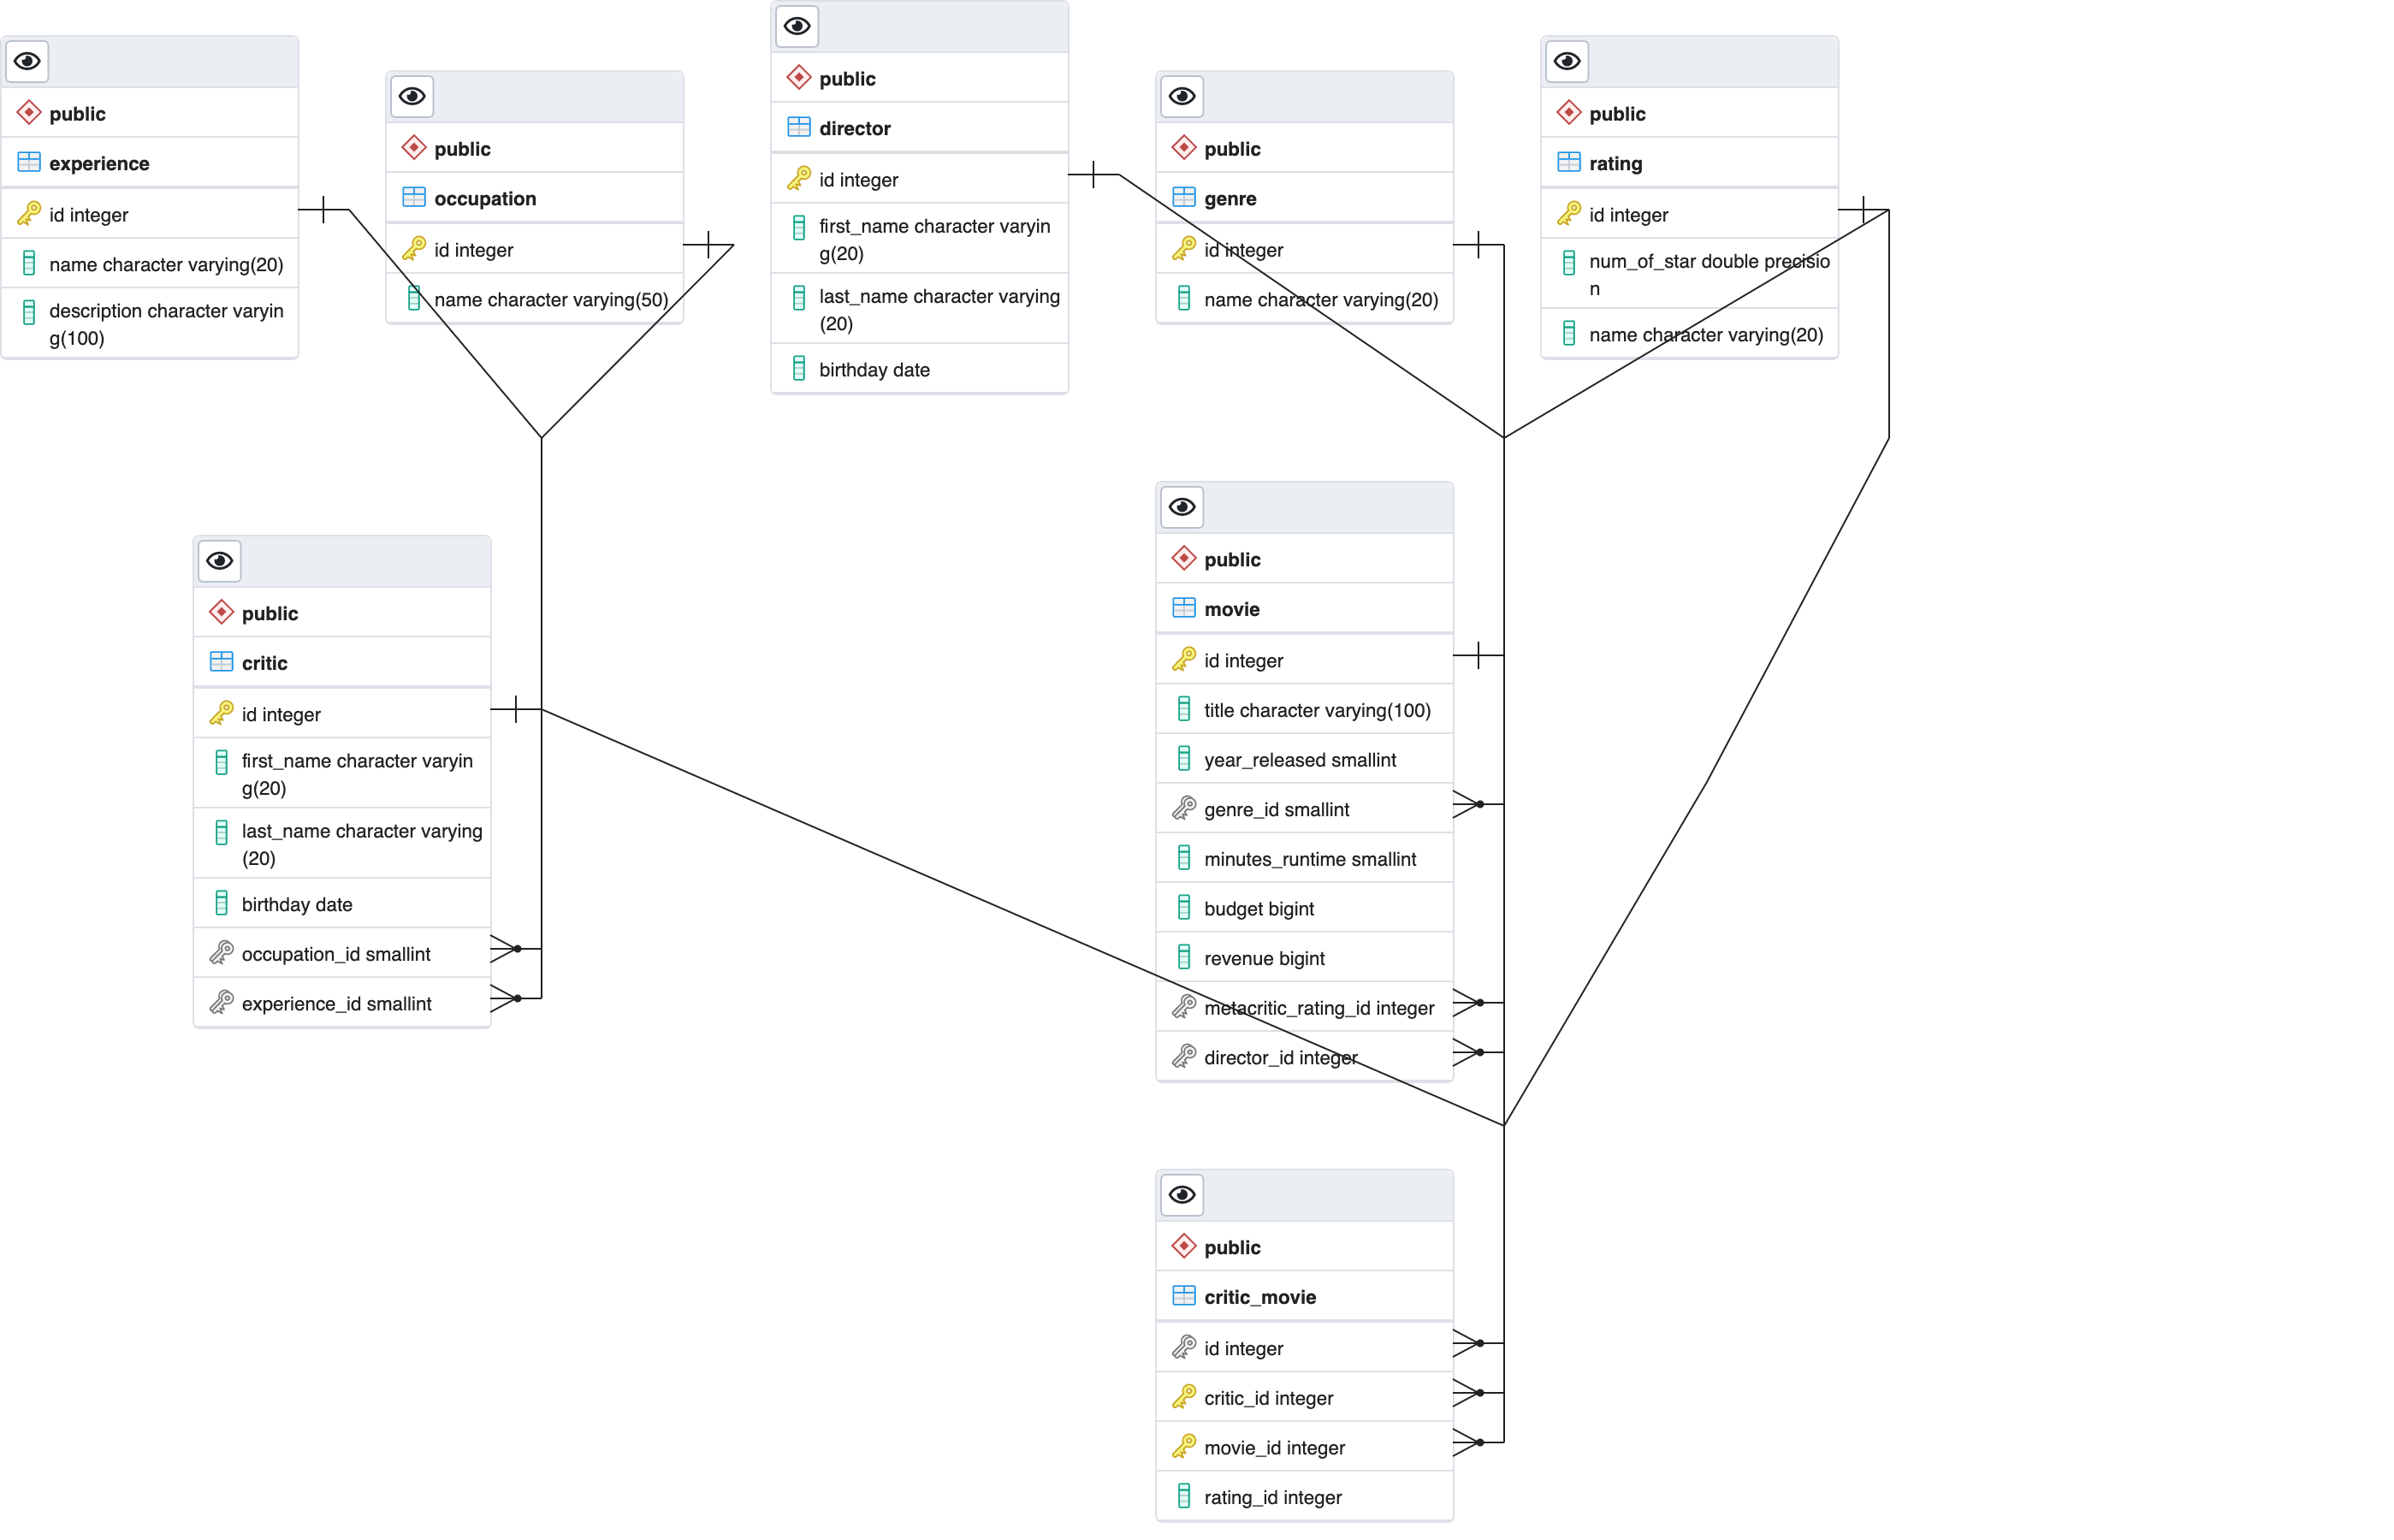 public
experience
id integer
name character varying(20)
description character varyin
g(100)
public
occupation
id integer
name character varying(50)
public
director
id integer
first_name character varyin
g(20)
last_name character varying
(20)
birthday date
public
genre
id integer
name character varying(20)
public
rating
id integer
num_of_star double precisio
n
name character varying(20)
public
critic
id integer
first_name character varyin
g(20)
last_name character varying
(20)
birthday date
occupation_id smallint
experience_id smallint
public
movie
id integer
title character varying(100)
year_released smallint
genre_id smallint
minutes_runtime smallint
budget bigint
revenue bigint
metacritic_rating_id integer
director_id integer
public
critic_movie
id integer
critic_id integer
movie_id integer
rating_id integer